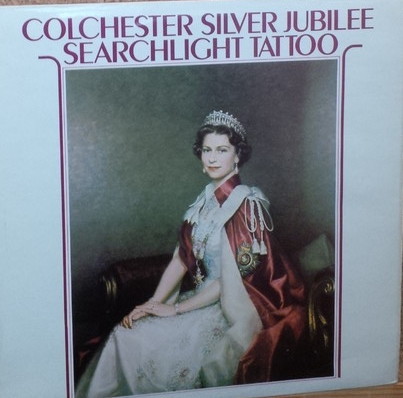 COLCHESTER SILVER JUBILEE
SEARCHLIGHT TATTOO